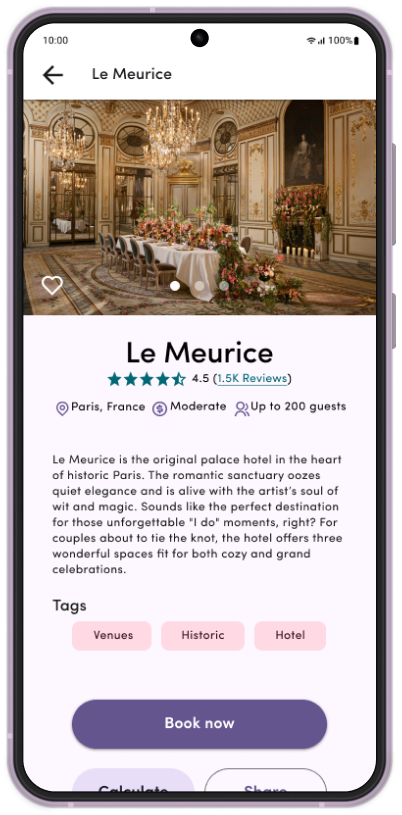 10:00
100%
Le Meurice
Le Meurice
4.5 (1.5K Reviews)
Paris, France Moderate Up to 200 guests
Le Meurice is the original palace hotel in the heart
of historic Paris. The romantic sanctuary oozes
quiet elegance and is alive with the artist's soul of
wit and magic. Sounds like the perfect destination
for those unforgettable "I do" moments, right? For
couples about to tie the knot, the hotel offers three
wonderful spaces fit for both cozy and grand
celebrations.
Tags
Venues Historic Hotel
Book now
Calculate Share